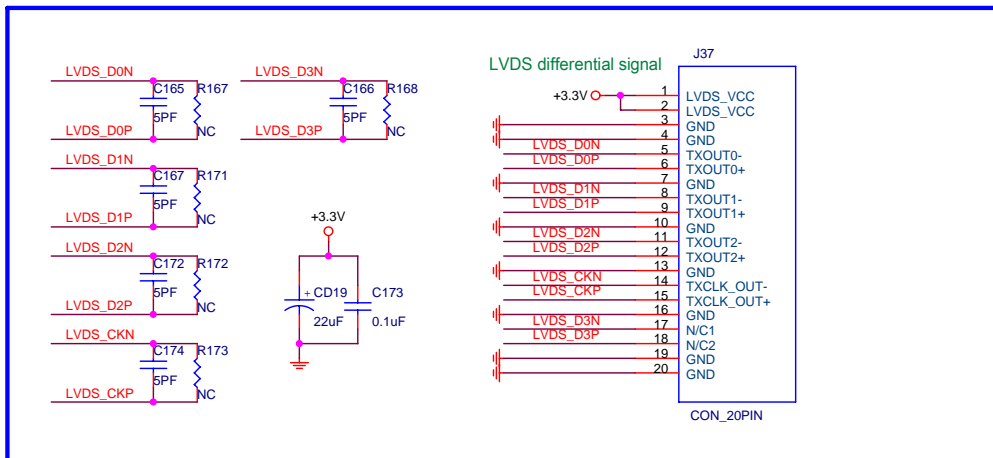 LVDS_D0N
C165 R167
5PF
LVDS_D0P
NC
LVDS_D3N
C166 R168
5PF
LVDS_D3P
NC
LVDS_D1N
C167 R171
5PF
LVDS_D1P
NC
LVDS_D2N
C172 R172
5PF
LVDS_D2P
NC
LVDS_CKN
C174 R173
5PF
LVDS_CKP
NC
+3.3V
+ CD19 C173
22uF 0.1uF
LVDS differential signal
J37
+3.3V 1 LVDS_VCC
2 LVDS_VCC
3 GND
4 GND
LVDS_D0N 5 TXOUT0-
LVDS_D0P 6 TXOUT0+
7 GND
LVDS_D1N 8 TXOUT1-
LVDS_D1P 9 TXOUT1+
10 GND
LVDS_D2N 11 TXOUT2-
LVDS_D2P 12 TXOUT2+
13 GND
LVDS_CKN 14 TXCLK_OUT-
LVDS_CKP 15 TXCLK_OUT+
16 GND
LVDS_D3N 17 N/C1
LVDS_D3P 18 N/C2
19 GND
20 GND
CON_20PIN